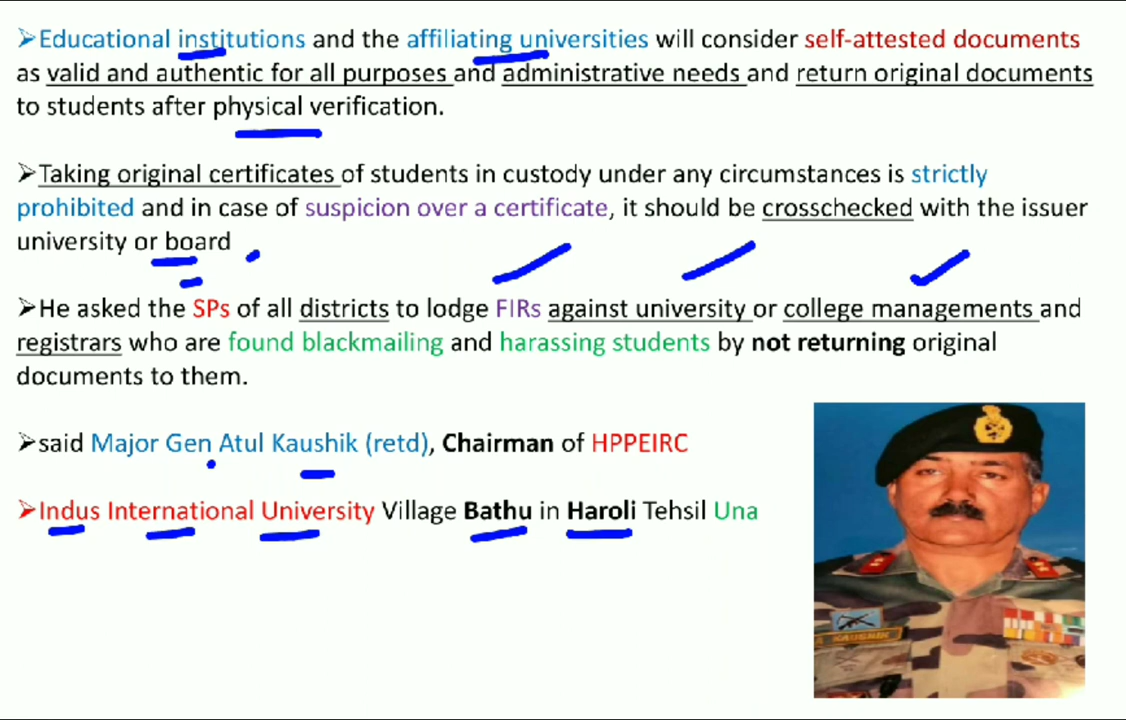 ➢Educational institutions and the affiliating universities will consider self-attested documents
as valid and authentic for all purposes and administrative needs and return original documents
to students after physical verification.
➢Taking original certificates of students in custody under any circumstances is strictly
prohibited and in case of suspicion over a certificate, it should be crosschecked with the issuer
university or board
➢He asked the SPs of all districts to lodge FIRs against university or college managements and
registrars who are found blackmailing and harassing students by not returning original
documents to them.
➢said Major Gen Atul Kaushik (retd), Chairman of HPPEIRC
➢Indus International University Village Bathu in Haroli Tehsil Una
KAUSHIK